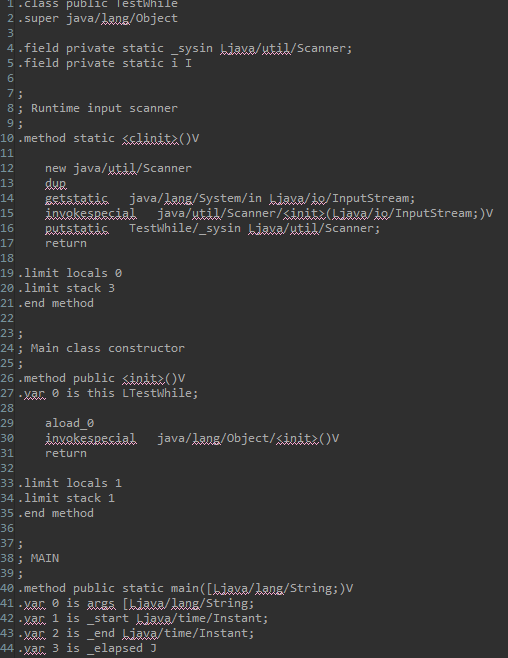 1 .class public TestWhile
2 .super java/lang/Object
3
4 .field private static _sysin Ljava/util/Scanner;
5 .field private static i I
6
7 ;
8 ; Runtime input scanner
9 ;
10 .method static <clinit>()V
11
12 new java/util/Scanner
13 dup
14 getstatic java/lang/System/in Ljava/io/InputStream;
15 invokespecial java/util/Scanner/<init>(Ljava/io/InputStream;)V
16 putstatic TestWhile/_sysin Ljava/util/Scanner;
17 return
18
19 .limit locals 0
20 .limit stack 3
21 .end method
22
23 ;
24 ; Main class constructor
25 ;
26 .method public <init>()V
27 .var 0 is this LTestWhile;
28
29 aload_0
30 invokespecial java/lang/Object/<init>()V
31 return
32
33 .limit locals 1
34 .limit stack 1
35 .end method
36
37 ;
38 ; MAIN
39 ;
40 .method public static main([Ljava/lang/String;)V
41 .var 0 is args [Ljava/lang/String;
42 .var 1 is _start Ljava/time/Instant;
43 .var 2 is _end Ljava/time/Instant;
44 .var 3 is _elapsed J